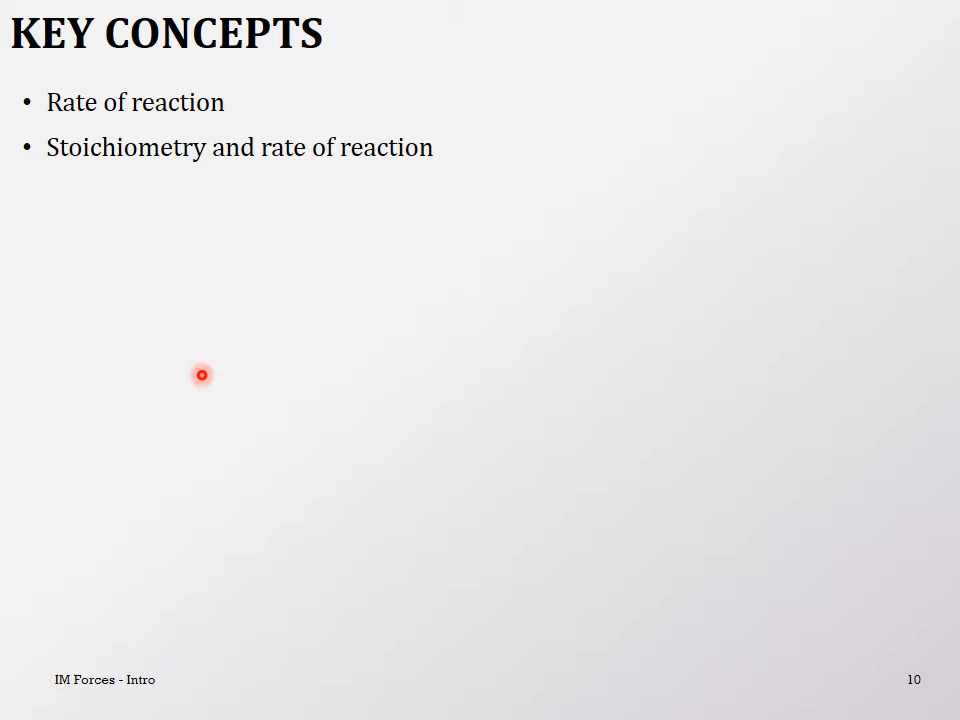 KEY CONCEPTS
• Rate of reaction
• Stoichiometry and rate of reaction
IM Forces - Intro
10